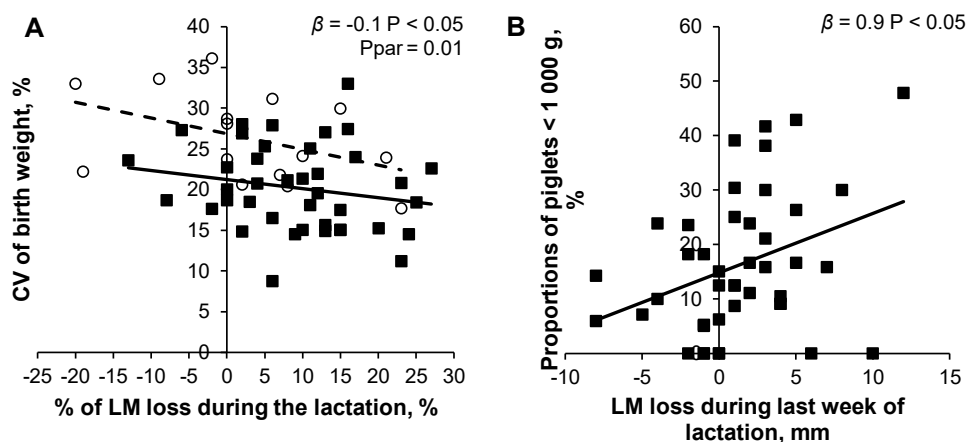 A
β = -0.1 P < 0.05
Ppar = 0.01
CV of birth weight, %
40
35
30
25
20
15
10
5
0
-25 -20 -15 -10 -5 0 5 10 15 20 25 30
% of LM loss during the lactation, %
B
β = 0.9 P < 0.05
Proportions of piglets < 1 000 g,
%
60
50
40
30
20
10
0
-10 -5 0 5 10 15
LM loss during last week of
lactation, mm